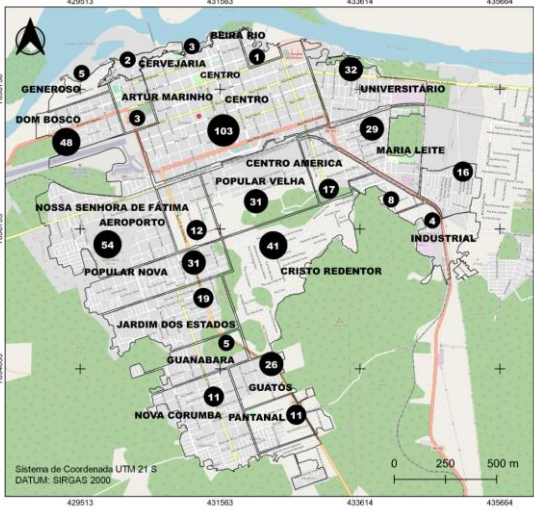 429513 431563 433614 435664
BEIRA RIO
3
2
CERVEJARIA
1
5
CENTRO
32
GENEROSO
UNIVERSITÁRIO
ARTUR MARINHO
CENTRO
DOM BOSCO
3
103
29
48
MARIA LEITE
CENTRO AMERICA
16
POPULAR VELHA
17
31
8
NOSSA SENHORA DE FÁTIMA
4
AEROPORTO
12
INDUSTRIAL
54
41
31
POPULAR NOVA
CRISTO REDENTOR
19
JARDIM DOS ESTADOS
5
GUANABARA
26
GUATÓS
11
NOVA CORUMBA
PANTANAL
11
Sistema de Coordenada UTM 21 S
DATUM: SIRGAS 2000
0 250 500 m
429513 431563 433614 435664